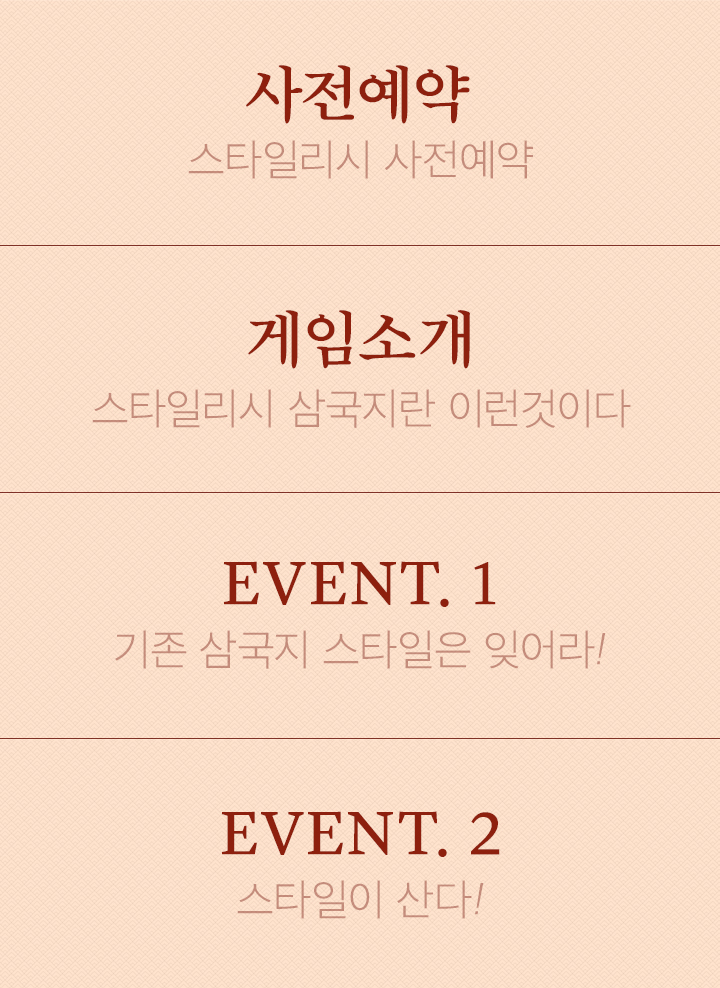 사전예약
스타일리시 사전예약
게임소개
스타일리시 삼국지란 이런것이다
EVENT. 1
기존 삼국지 스타일은 잊어라!
EVENT. 2
스타일이 산다!